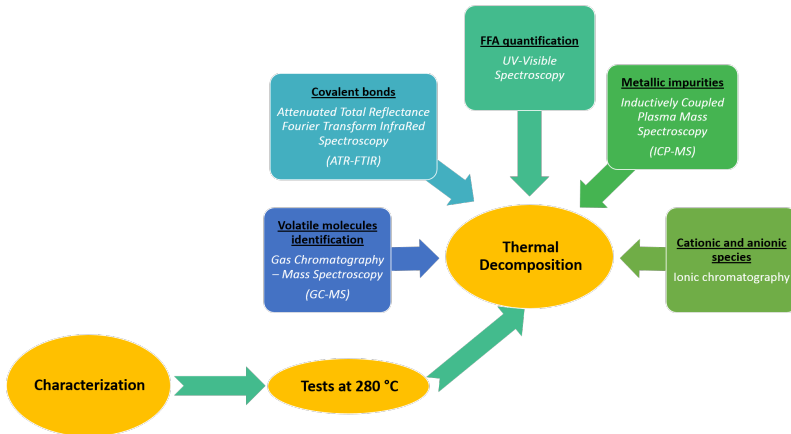 FFA quantification
UV-Visible
Spectroscopy
Metallic impurities
Inductively Coupled
Plasma Mass
Spectroscopy
(ICP-MS)
Covalent bonds
Attenuated Total Reflectance
Fourier Transform InfraRed
Spectroscopy
(ATR-FTIR)
Volatile molecules
identification
Gas Chromatography
– Mass Spectroscopy
(GC-MS)
Thermal
Decomposition
Cationic and anionic
species
Ionic chromatography
Characterization
Tests at 280 °C